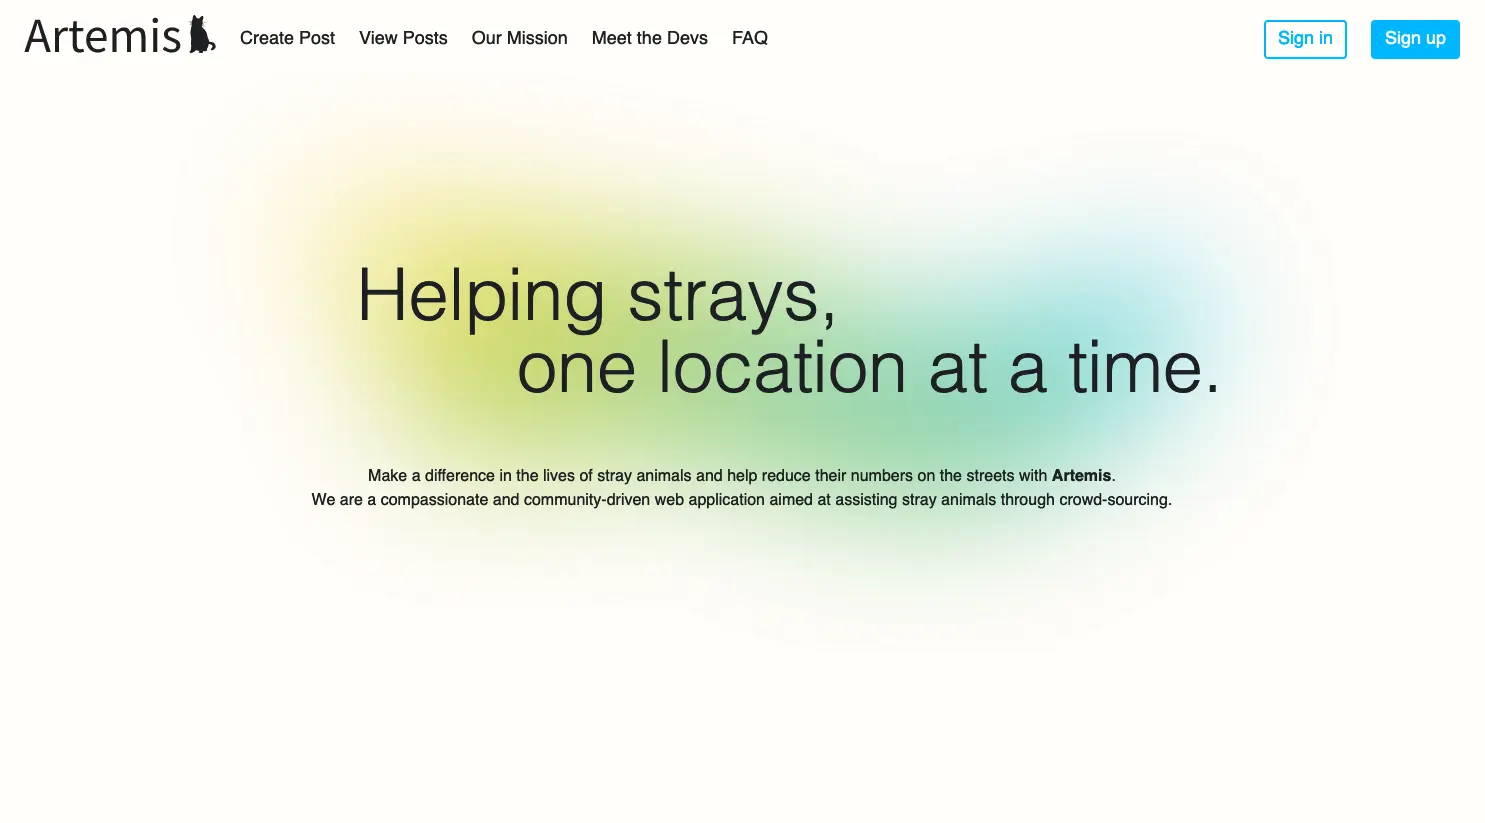 Artemis
Create Post
View Posts
Our Mission
Meet the Devs
FAQ
Sign in
Sign up
Helping strays,
one location at a time.
Make a difference in the lives of stray animals and help reduce their numbers on the streets with Artemis.
We are a compassionate and community-driven web application aimed at assisting stray animals through crowd-sourcing.